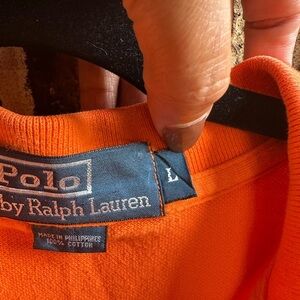 Polo
by Ralph Lauren
L
MADE IN PHILIPPINES
100% COTTON